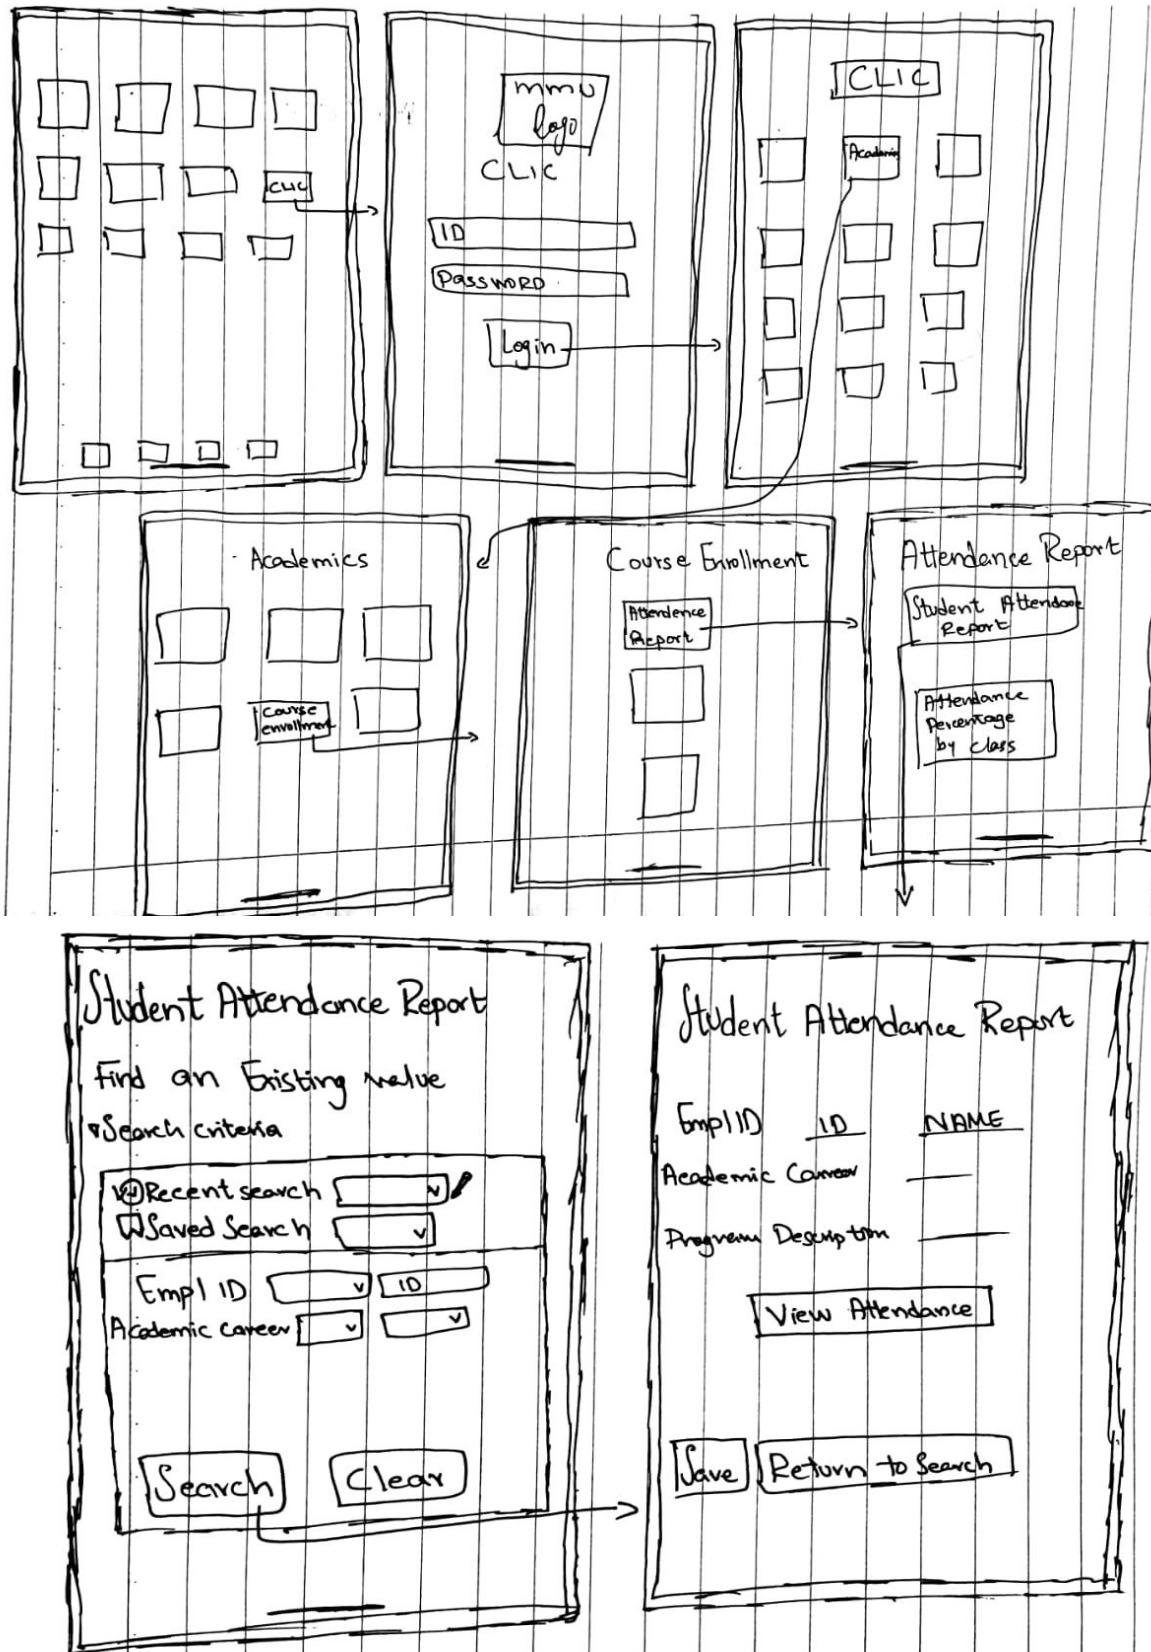 CLIC
mmu
logo
CLIC
ID
Password
Login
CLIC
Academic
Academics
Course
enrollment
Course Enrollment
Attendence
Report
Attendance Report
Student Attendance
Report
Attendance
Percentage
by class
Student Attendance Report
Find an Existing value
Search criteria
Recent search
Saved Search
Empl ID ID
Academic career
Search Clear
Student Attendance Report
Empl ID ID NAME
Academic Career
Program Description
View Attendance
Save Return to Search